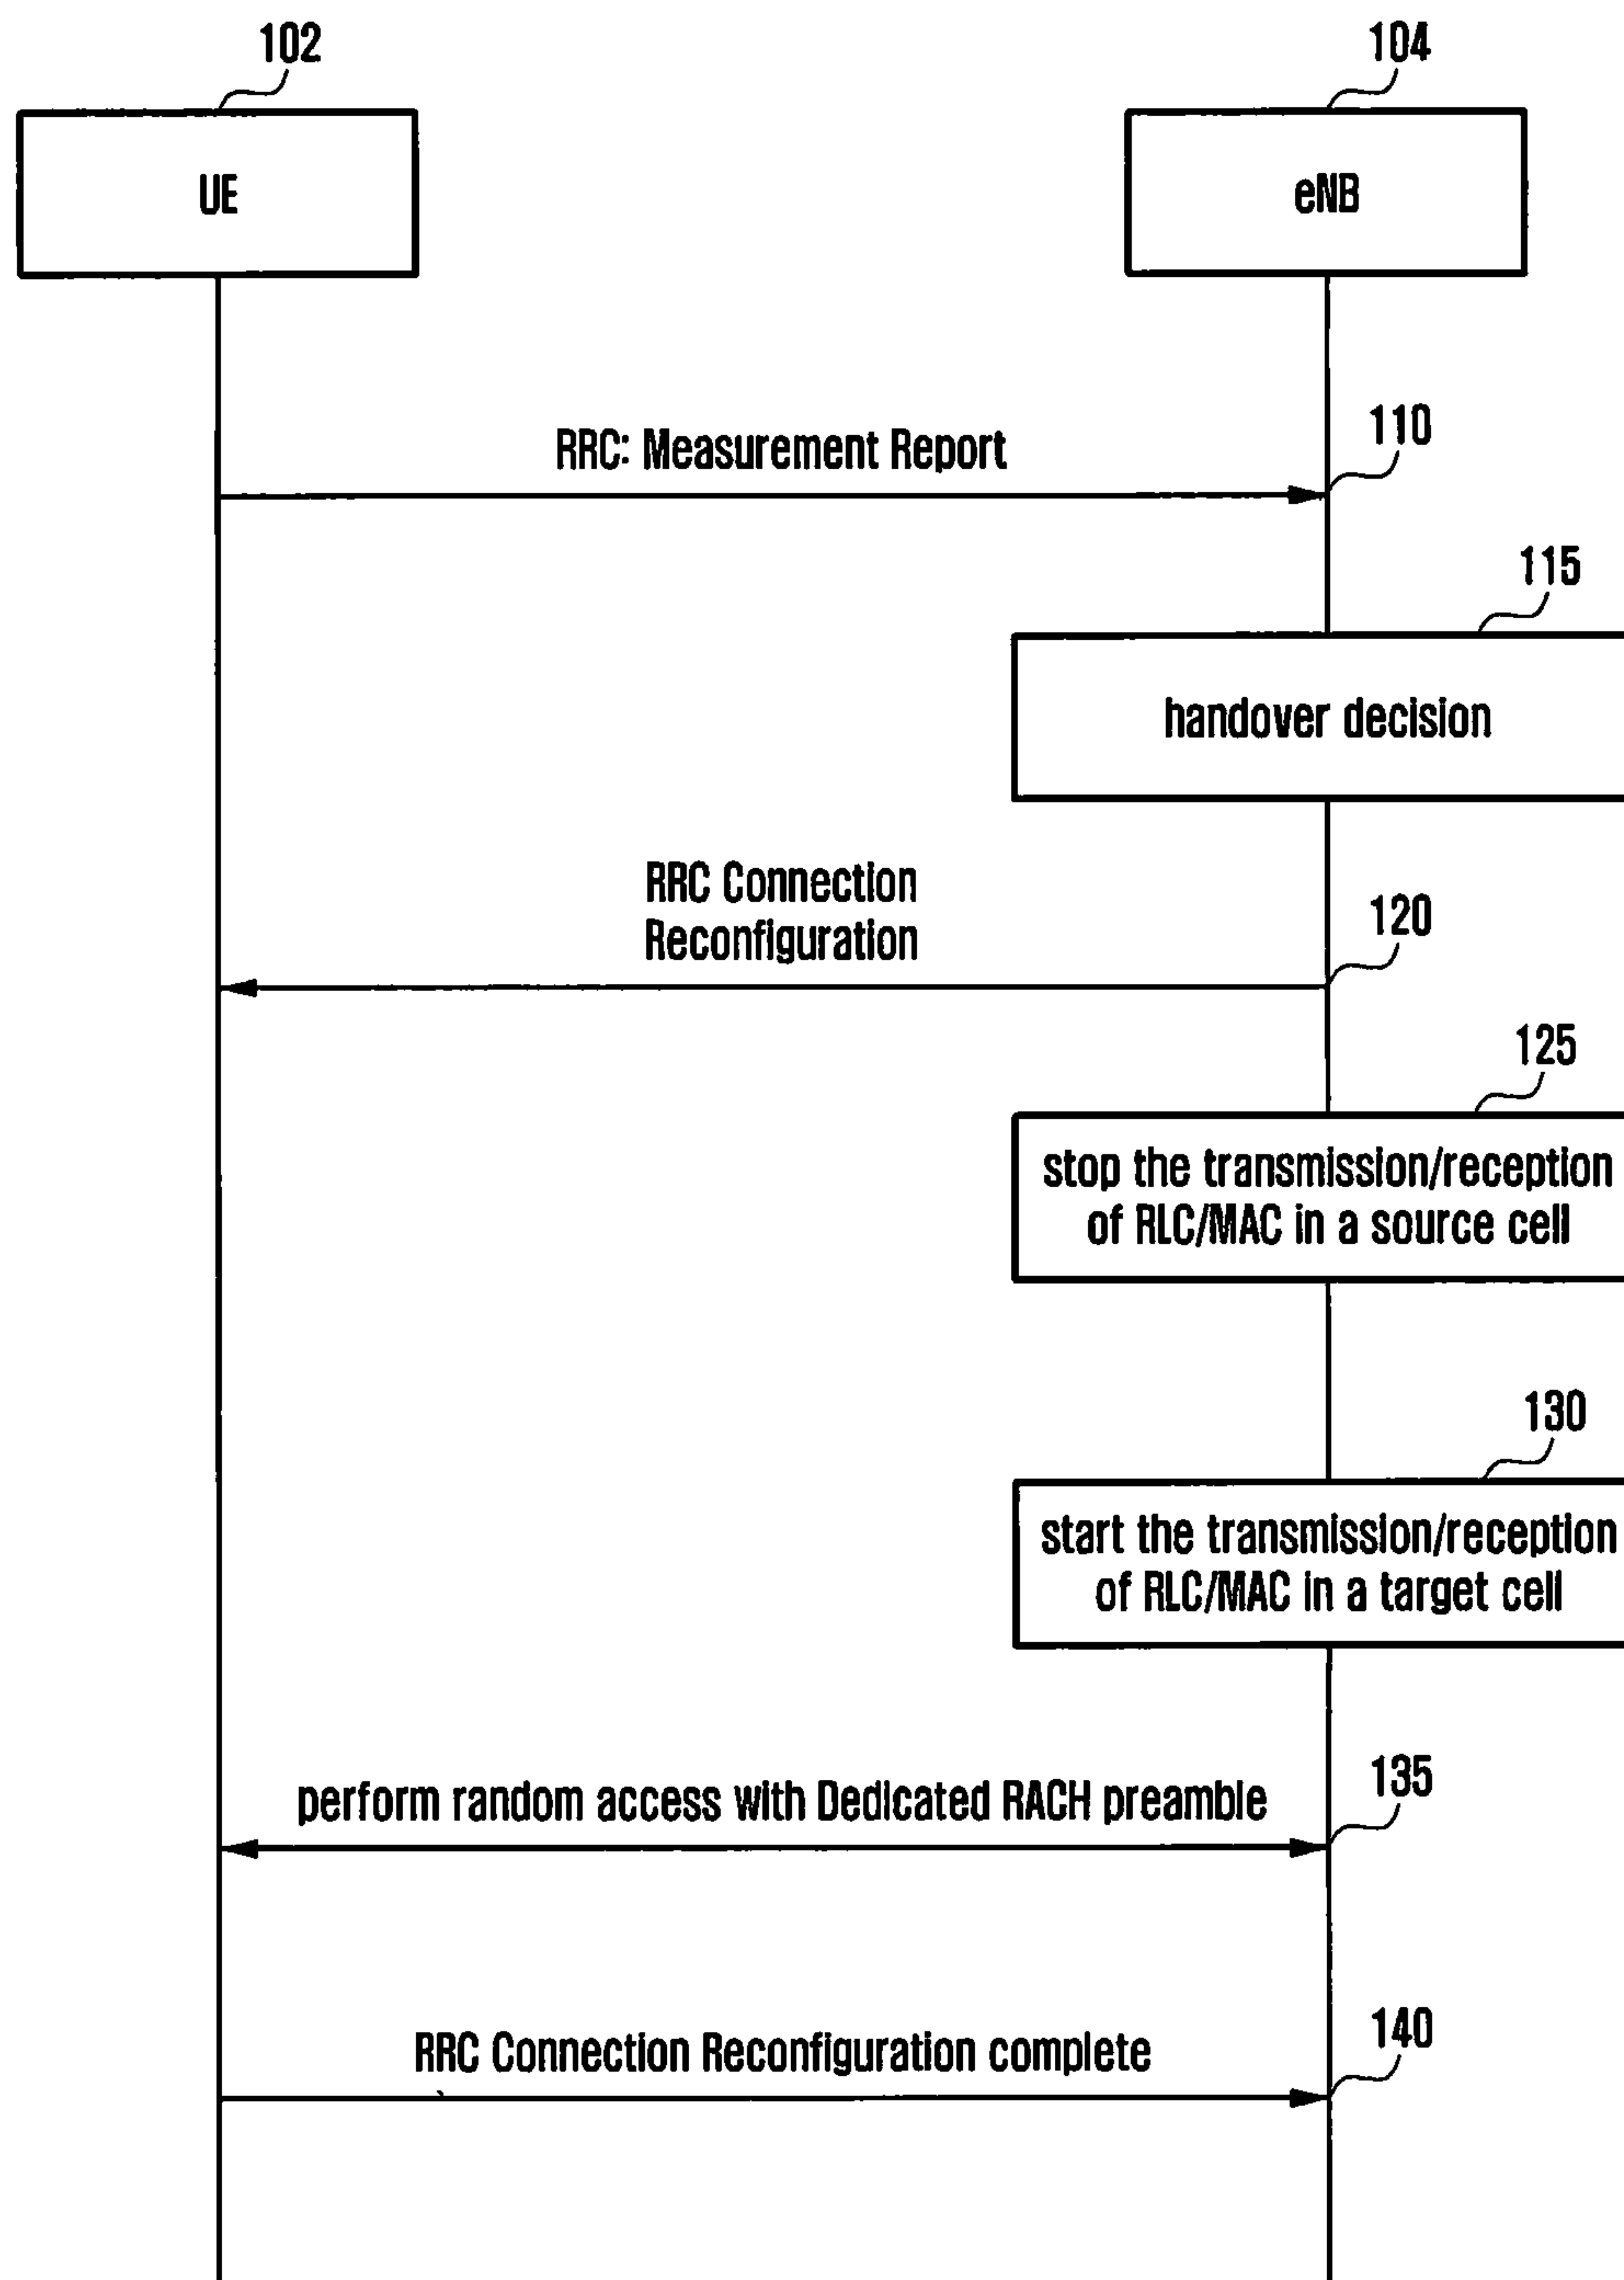 102
104
UE
eNB
RRC: Measurement Report
110
115
handover decision
RRC Connection
Reconfiguration
120
125
stop the transmission/reception
of RLC/MAC in a source cell
130
start the transmission/reception
of RLC/MAC in a target cell
135
perform random access with Dedicated RACH preamble
140
RRC Connection Reconfiguration complete